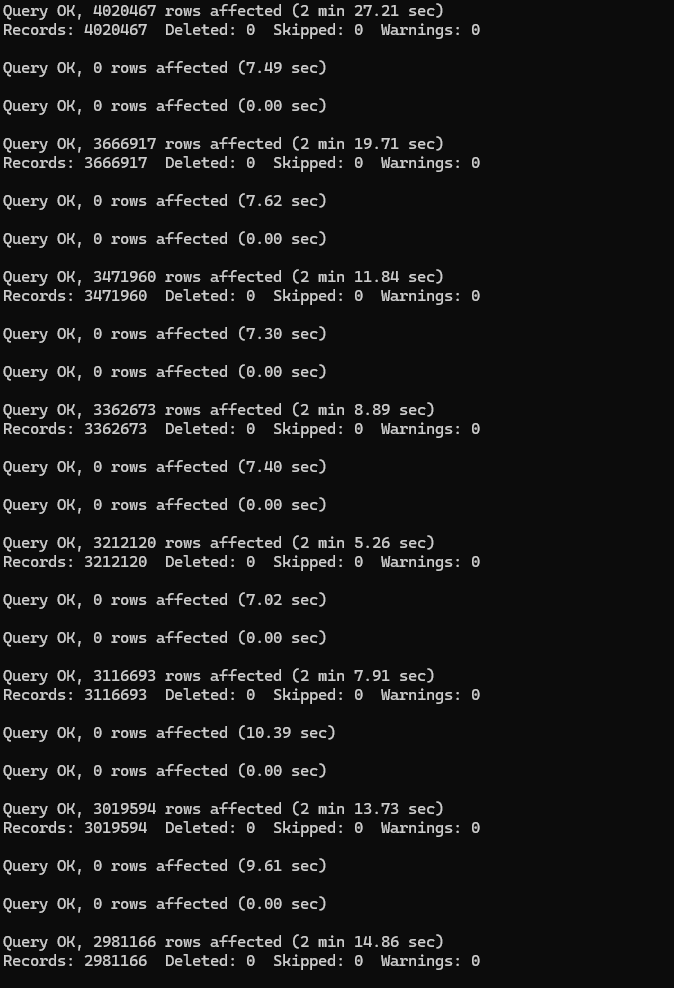 Query OK, 4020467 rows affected (2 min 27.21 sec)
Records: 4020467  Deleted: 0  Skipped: 0  Warnings: 0
Query OK, 0 rows affected (7.49 sec)
Query OK, 0 rows affected (0.00 sec)
Query OK, 3666917 rows affected (2 min 19.71 sec)
Records: 3666917  Deleted: 0  Skipped: 0  Warnings: 0
Query OK, 0 rows affected (7.62 sec)
Query OK, 0 rows affected (0.00 sec)
Query OK, 3471960 rows affected (2 min 11.84 sec)
Records: 3471960  Deleted: 0  Skipped: 0  Warnings: 0
Query OK, 0 rows affected (7.30 sec)
Query OK, 0 rows affected (0.00 sec)
Query OK, 3362673 rows affected (2 min 8.89 sec)
Records: 3362673  Deleted: 0  Skipped: 0  Warnings: 0
Query OK, 0 rows affected (7.40 sec)
Query OK, 0 rows affected (0.00 sec)
Query OK, 3212120 rows affected (2 min 5.26 sec)
Records: 3212120  Deleted: 0  Skipped: 0  Warnings: 0
Query OK, 0 rows affected (7.02 sec)
Query OK, 0 rows affected (0.00 sec)
Query OK, 3116693 rows affected (2 min 7.91 sec)
Records: 3116693  Deleted: 0  Skipped: 0  Warnings: 0
Query OK, 0 rows affected (10.39 sec)
Query OK, 0 rows affected (0.00 sec)
Query OK, 3019594 rows affected (2 min 13.73 sec)
Records: 3019594  Deleted: 0  Skipped: 0  Warnings: 0
Query OK, 0 rows affected (9.61 sec)
Query OK, 0 rows affected (0.00 sec)
Query OK, 2981166 rows affected (2 min 14.86 sec)
Records: 2981166  Deleted: 0  Skipped: 0  Warnings: 0